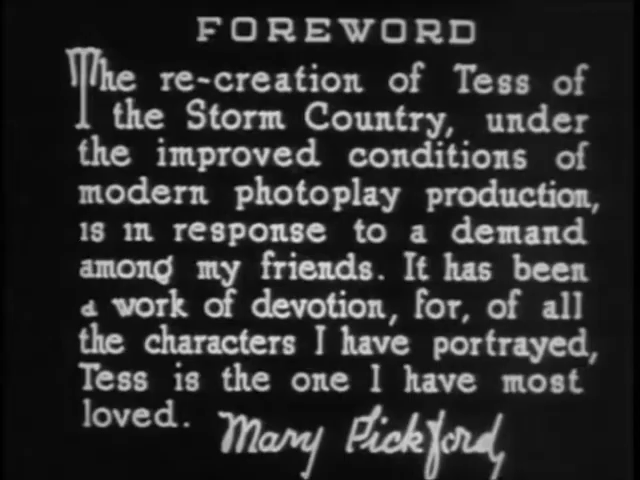 FOREWORD
The re-creation of Tess of
the Storm Country, under
the improved conditions of
modern photoplay production,
is in response to a demand
among my friends. It has been
a work of devotion, for, of all
the characters I have portrayed,
Tess is the one I have most
loved. Mary Pickford